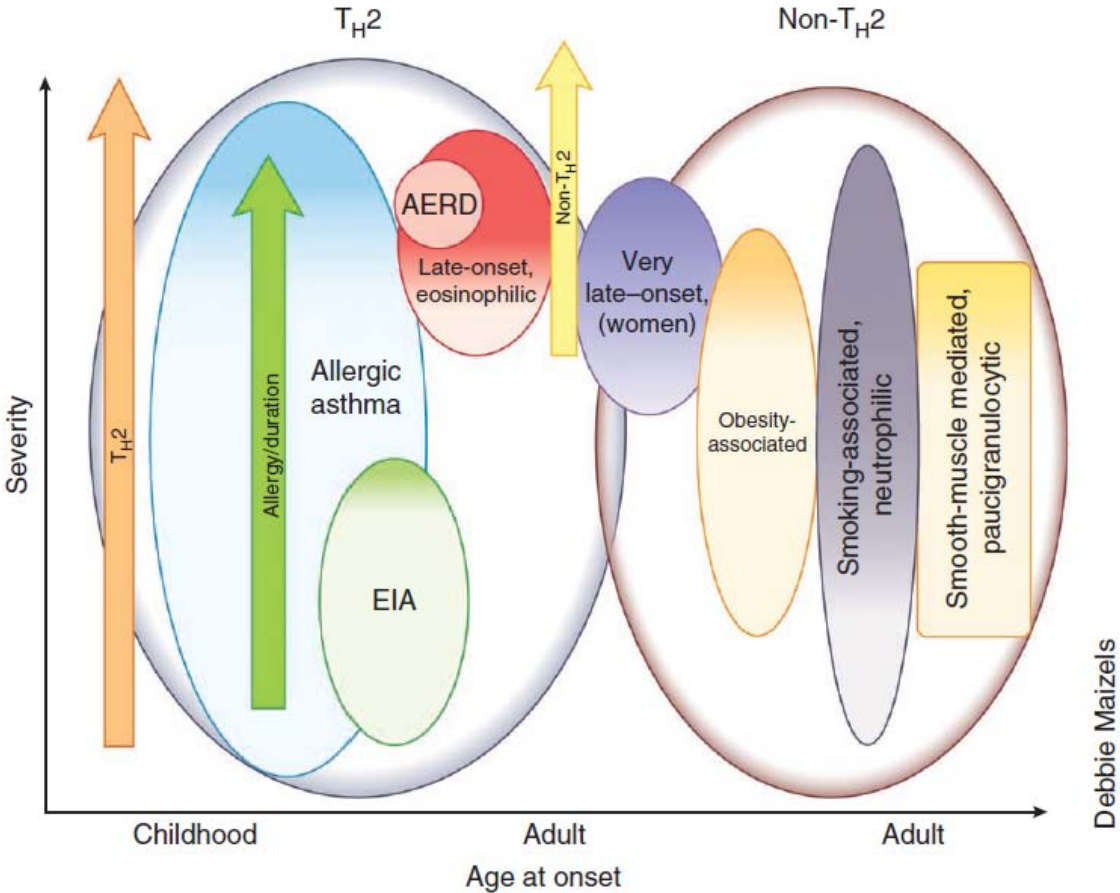 TH2
Non-TH2
Severity
TH2
Allergy/duration
Allergic
asthma
EIA
AERD
Late-onset,
eosinophilic
Non-TH2
Very
late–onset,
(women)
Obesity-
associated
Smoking-associated,
neutrophilic
Smooth-muscle mediated,
paucigranulocytic
Debbie Maizels
Childhood
Adult
Adult
Age at onset